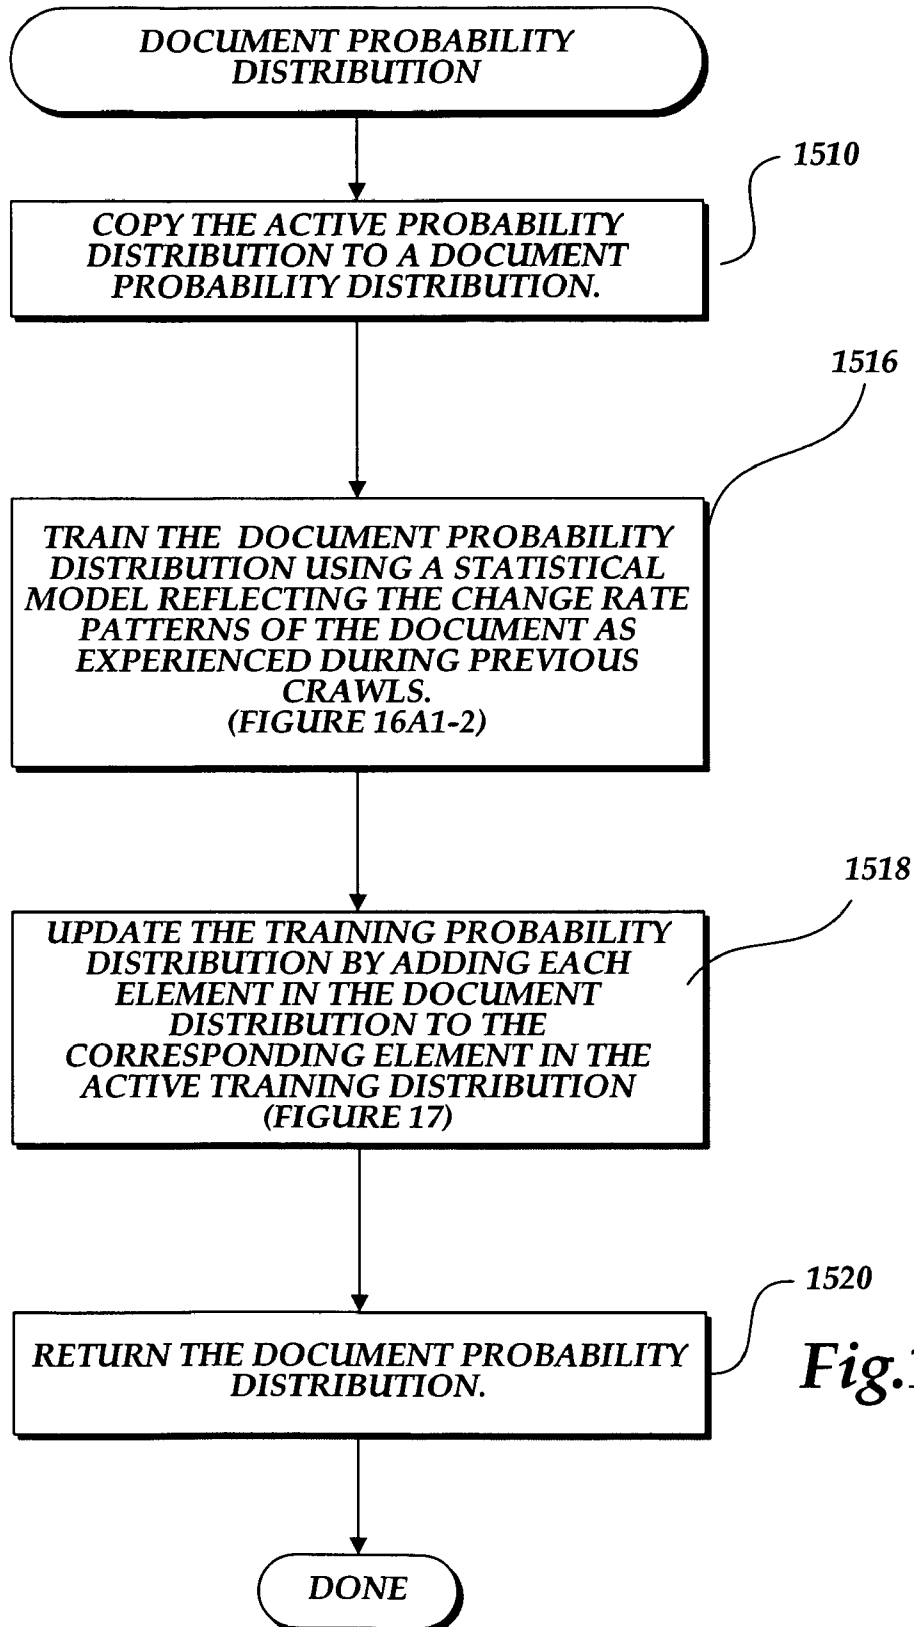 DOCUMENT PROBABILITY
DISTRIBUTION
1510
COPY THE ACTIVE PROBABILITY
DISTRIBUTION TO A DOCUMENT
PROBABILITY DISTRIBUTION.
1516
TRAIN THE DOCUMENT PROBABILITY
DISTRIBUTION USING A STATISTICAL
MODEL REFLECTING THE CHANGE RATE
PATTERNS OF THE DOCUMENT AS
EXPERIENCED DURING PREVIOUS
CRAWLS.
(FIGURE 16A1-2)
1518
UPDATE THE TRAINING PROBABILITY
DISTRIBUTION BY ADDING EACH
ELEMENT IN THE DOCUMENT
DISTRIBUTION TO THE
CORRESPONDING ELEMENT IN THE
ACTIVE TRAINING DISTRIBUTION
(FIGURE 17)
1520
RETURN THE DOCUMENT PROBABILITY
DISTRIBUTION.
Fig.
DONE